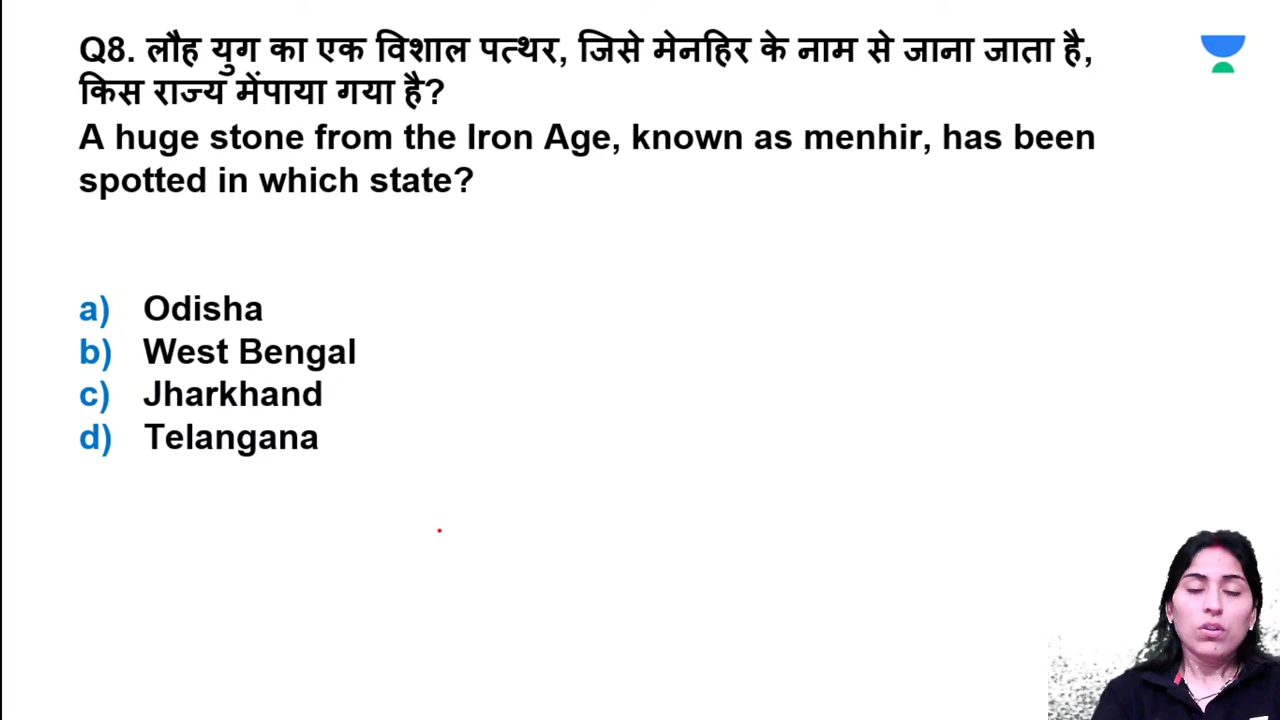 Q8. लौह युग का एक विशाल पत्थर, जिसे मेनहिर के नाम से जाना जाता है,
किस राज्य मेंपाया गया है?
A huge stone from the Iron Age, known as menhir, has been
spotted in which state?
a) Odisha
b) West Bengal
c) Jharkhand
d) Telangana